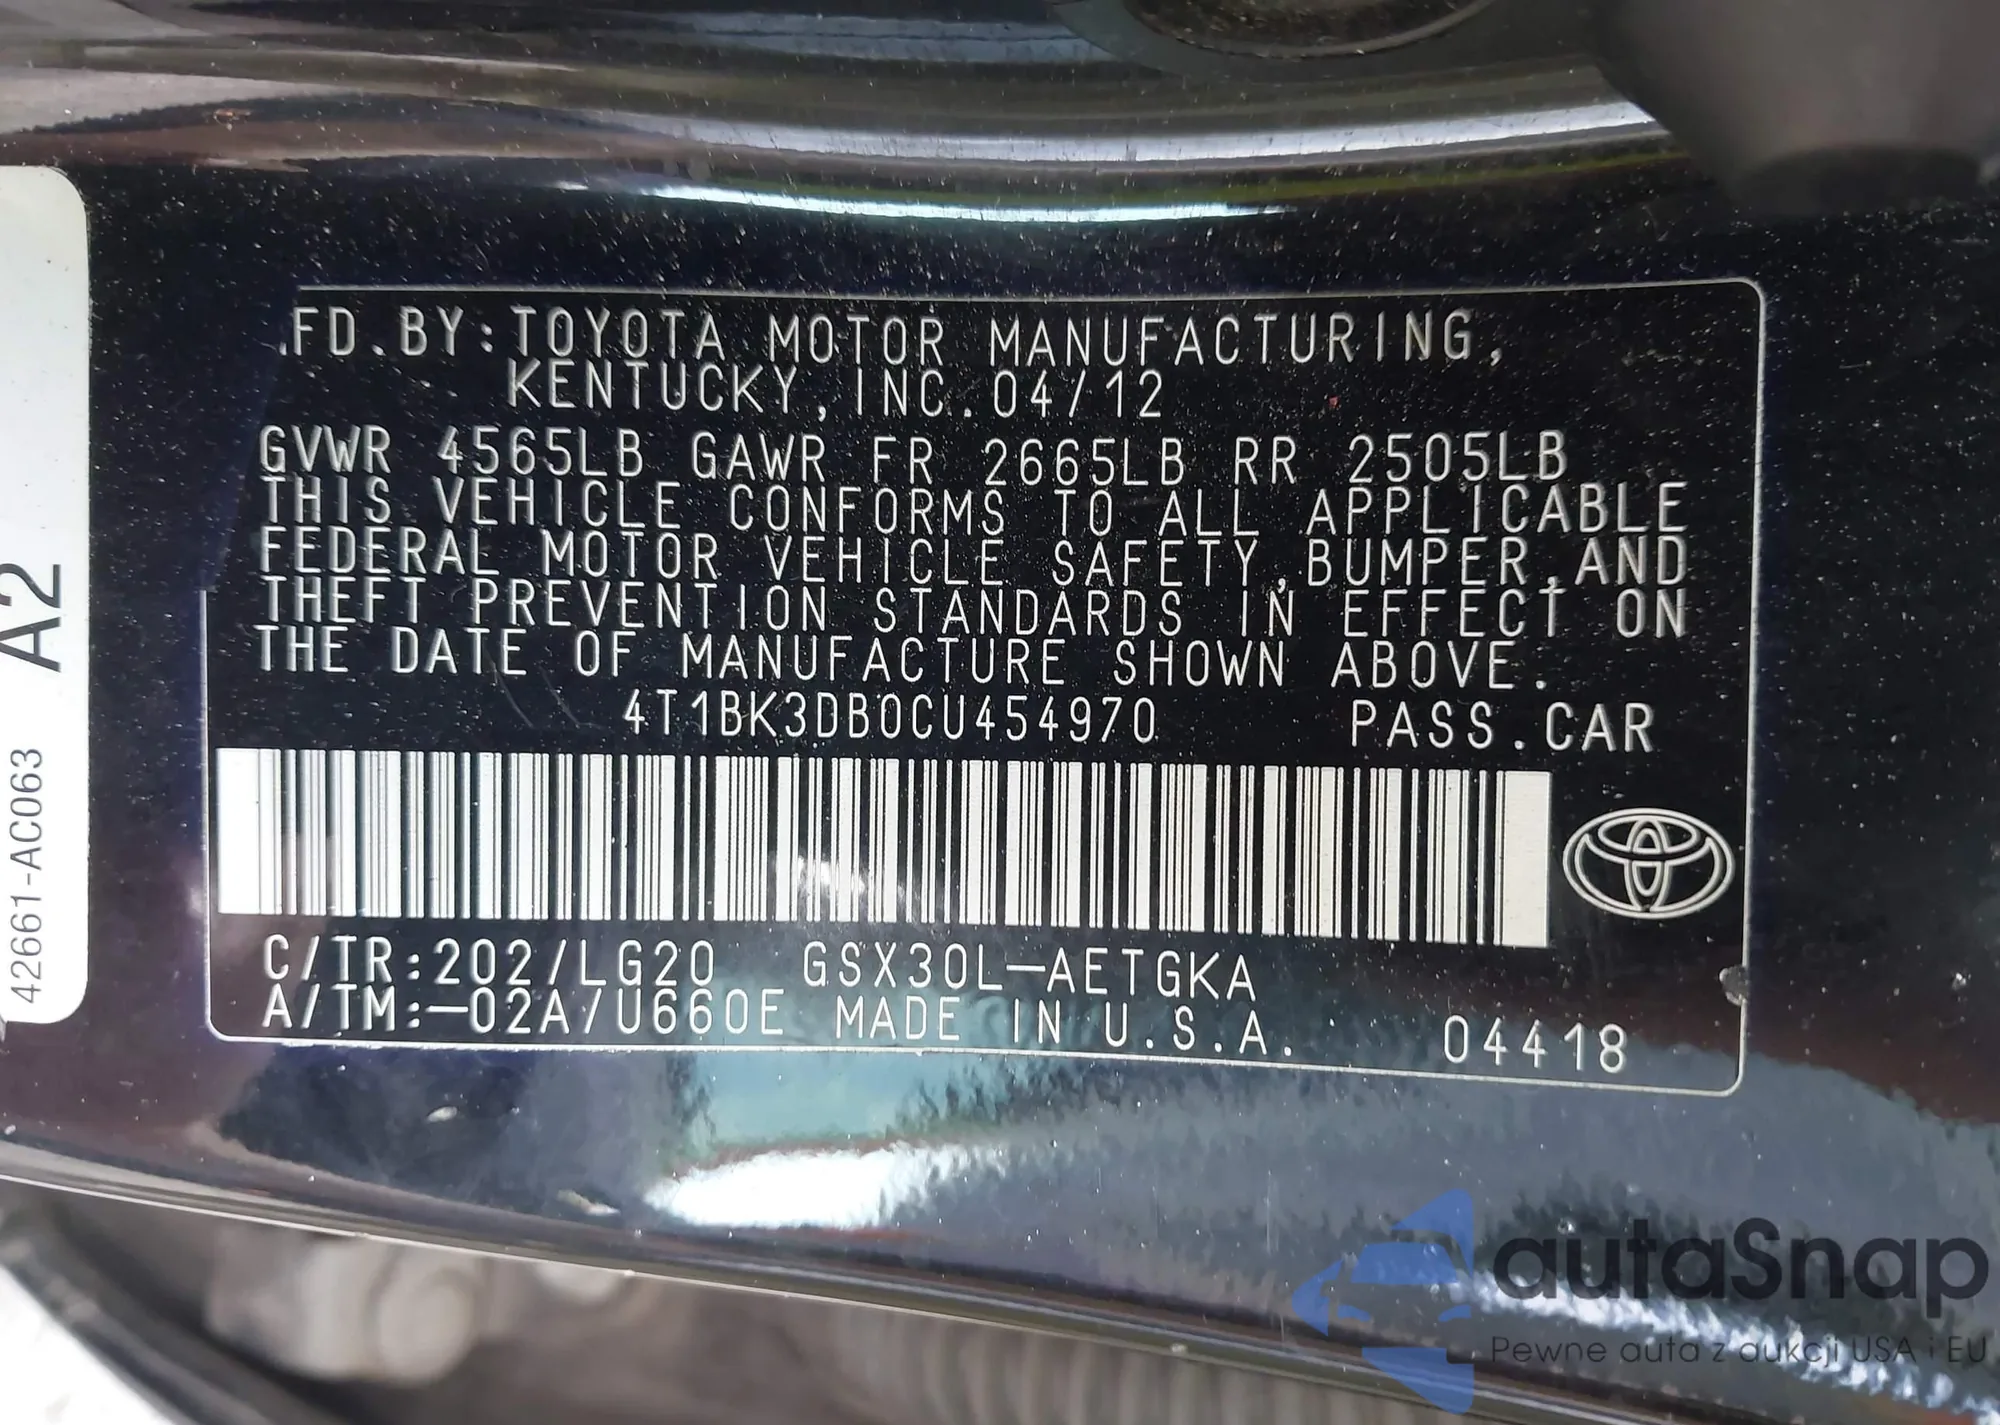 .FD.BY:TOYOTA MOTOR MANUFACTURING,
KENTUCKY, INC. 04/12
GVWR 4565LB GAWR FR 2665LB RR 2505LB
THIS VEHICLE CONFORMS TO ALL APPLICABLE
FEDERAL MOTOR VEHICLE SAFETY, BUMPER, AND
THEFT PREVENTION STANDARDS IN EFFECT ON
THE DATE OF MANUFACTURE SHOWN ABOVE.
4T1BK3DB0CU454970 PASS.CAR
C/TR:202/LG20 GSX30L-AETGKA
A/TM:-02A/U660E MADE IN U.S.A. 04418
42661-AC063 A2
autaSnap
Pewne auta z aukcji USA i EU